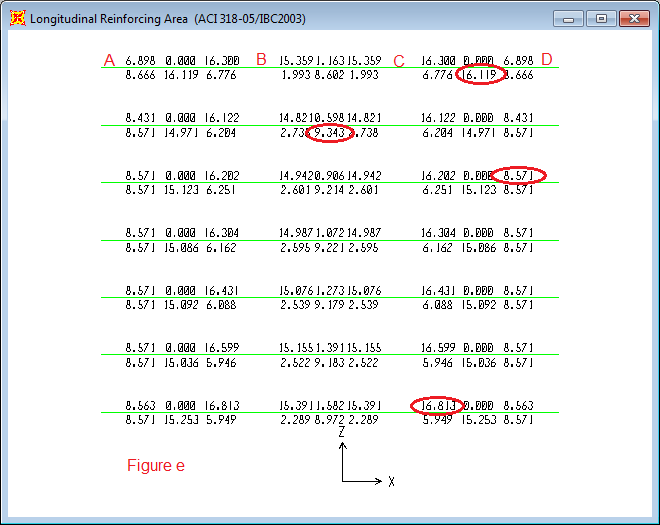 Longitudinal Reinforcing Area (ACI 318-05/IBC2003)
A 6.898 0.000 16.300 B 15.359 1.163 15.359 C 16.300 0.000 6.898 D
8.666 16.119 6.776 1.993 8.602 1.993 6.776 16.119 8.666
8.431 0.000 16.122 14.821 0.598 14.821 16.122 0.000 8.431
8.571 14.971 6.204 2.738 9.343 2.738 6.204 14.971 8.571
8.571 0.000 16.202 14.942 0.906 14.942 16.202 0.000 8.571
8.571 15.123 6.251 2.601 9.214 2.601 6.251 15.123 8.571
8.571 0.000 16.304 14.987 1.072 14.987 16.304 0.000 8.571
8.571 15.086 6.162 2.595 9.221 2.595 6.162 15.086 8.571
8.571 0.000 16.431 15.076 1.273 15.076 16.431 0.000 8.571
8.571 15.092 6.088 2.539 9.179 2.539 6.088 15.092 8.571
8.571 0.000 16.599 15.155 1.391 15.155 16.599 0.000 8.571
8.571 15.036 5.946 2.522 9.183 2.522 5.946 15.036 8.571
8.563 0.000 16.813 15.391 1.582 15.391 16.813 0.000 8.563
8.571 15.253 5.949 2.289 8.972 2.289 5.949 15.253 8.571
Z
Figure e
X